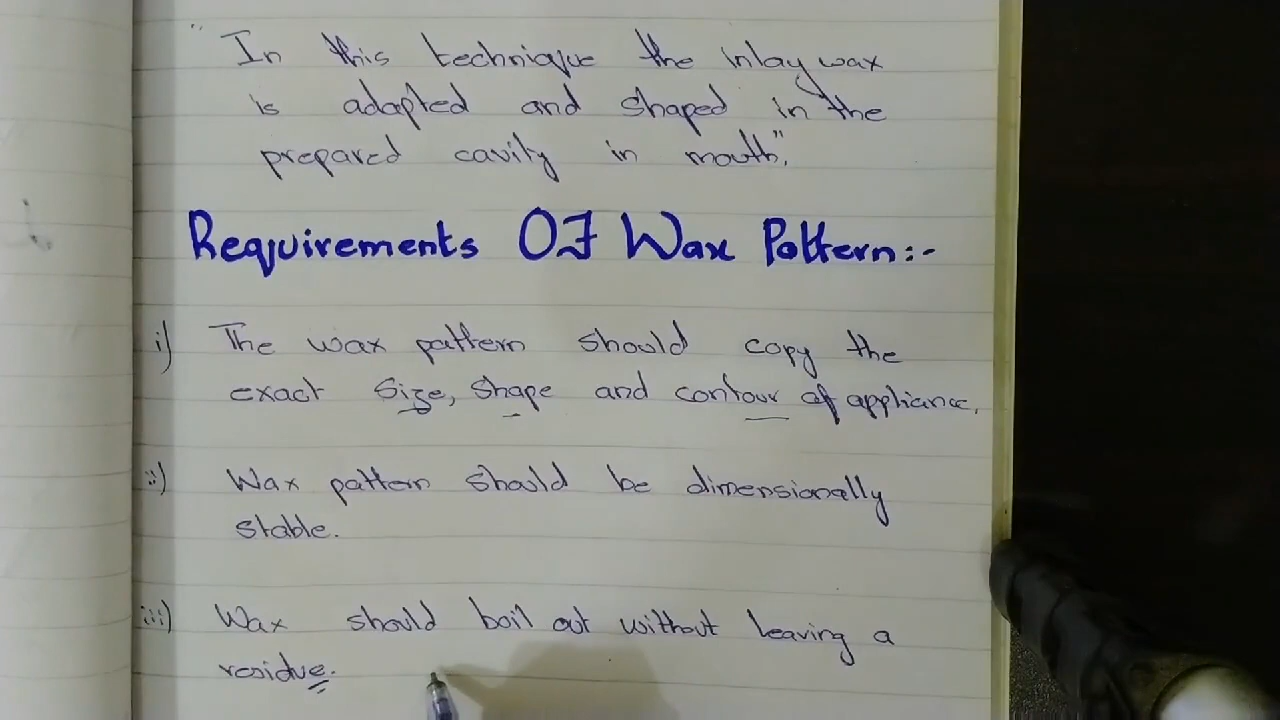 "In this technique the inlay wax
is adapted and shaped in the
prepared cavity in mouth".
Requirements Of Wax Pattern:-
i) The wax pattern should copy the
exact size, shape and contour of appliance.
ii) Wax pattern should be dimensionally
stable.
iii) Wax should boil out without leaving a
residue.